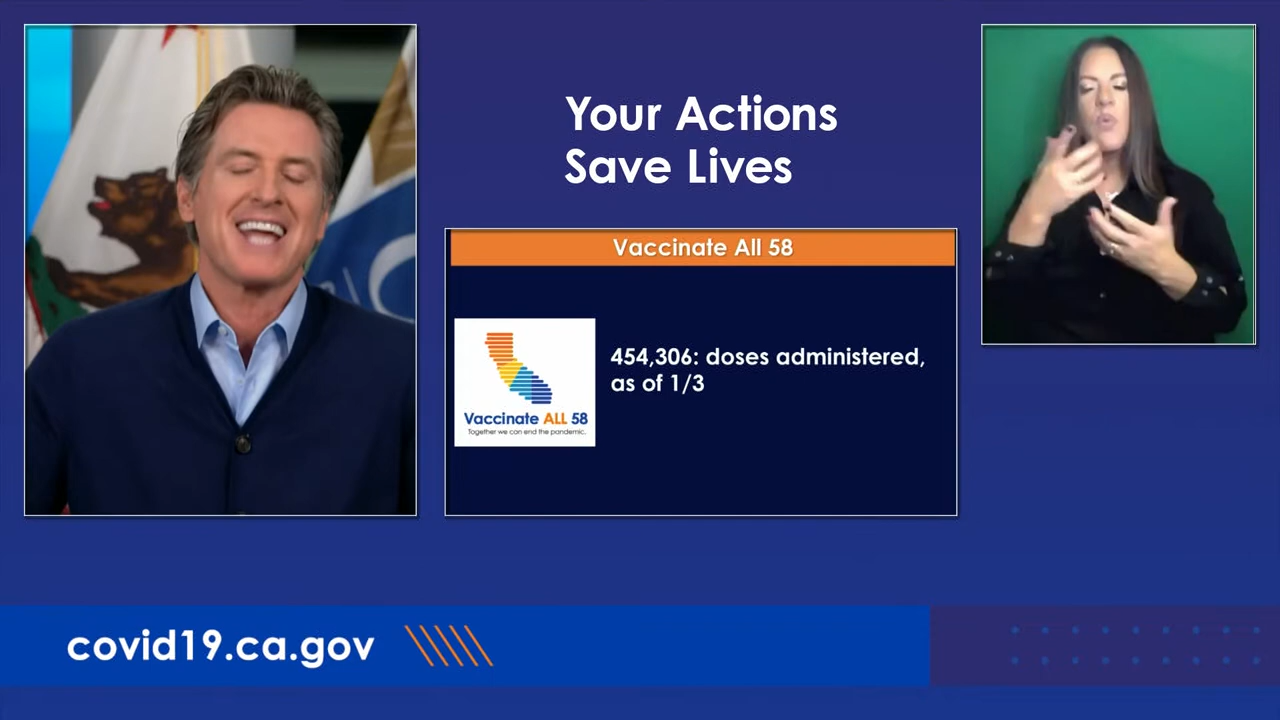 Your Actions
Save Lives
Vaccinate All 58
454,306: doses administered,
as of 1/3
Vaccinate ALL 58
Together we can end the pandemic.
covid19.ca.gov